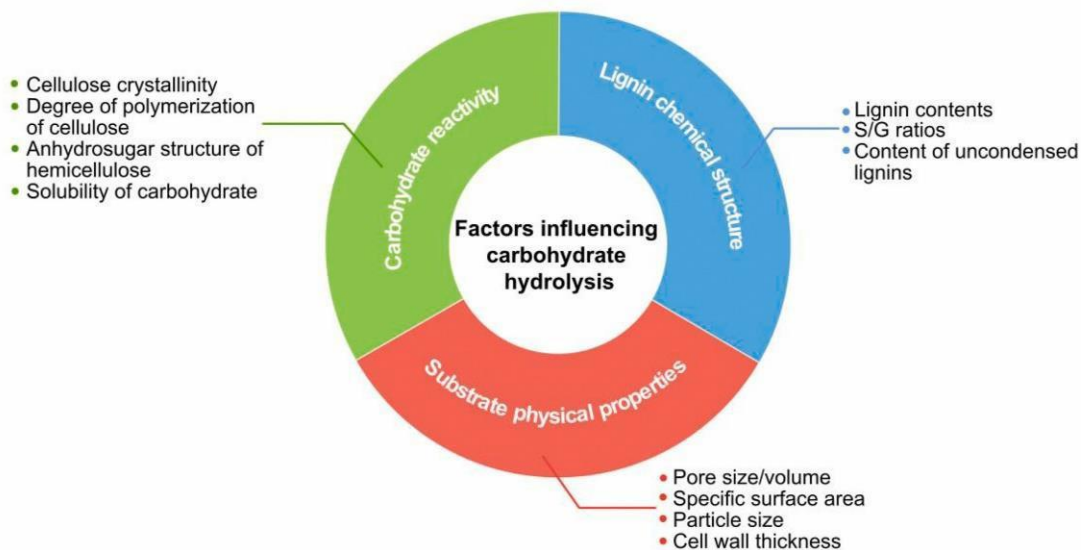 Cellulose crystallinity
Degree of polymerization
of cellulose
Anhydrosugar structure of
hemicellulose
Solubility of carbohydrate
Carbohydrate reactivity
Lignin chemical structure
Lignin contents
S/G ratios
Content of uncondensed
lignins
Factors influencing
carbohydrate
hydrolysis
Substrate physical properties
Pore size/volume
Specific surface area
Particle size
Cell wall thickness